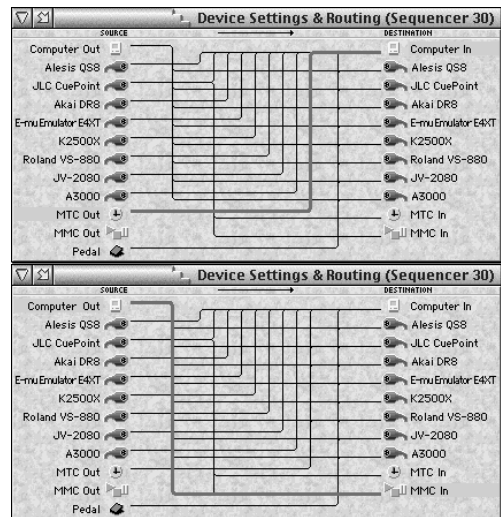 Device Settings & Routing (Sequencer 30)
SOURCE DESTINATION
Computer Out Computer In
Alesis QS8 Alesis QS8
JLC CuePoint JLC CuePoint
Akai DR8 Akai DR8
E-mu Emulator E4XT E-mu Emulator E4XT
K2500X K2500X
Roland VS-880 Roland VS-880
JV-2080 JV-2080
A3000 A3000
MTC Out MTC In
MMC Out MMC In
Pedal
Device Settings & Routing (Sequencer 30)
SOURCE DESTINATION
Computer Out Computer In
Alesis QS8 Alesis QS8
JLC CuePoint JLC CuePoint
Akai DR8 Akai DR8
E-mu Emulator E4XT E-mu Emulator E4XT
K2500X K2500X
Roland VS-880 Roland VS-880
JV-2080 JV-2080
A3000 A3000
MTC Out MTC In
MMC Out MMC In
Pedal